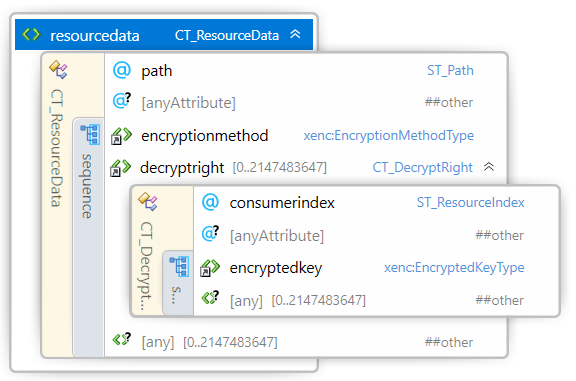 resourcedata CT_ResourceData
CT_ResourceData
@ path ST_Path
@? [anyAttribute] ##other
sequence
encryptionmethod xenc:EncryptionMethodType
decryptright [0..2147483647] CT_DecryptRight
CT_Decrypt...
@ consumerindex ST_ResourceIndex
@? [anyAttribute] ##other
s...
encryptedkey xenc:EncryptedKeyType
<?> [any] [0..2147483647] ##other
<?> [any] [0..2147483647] ##other